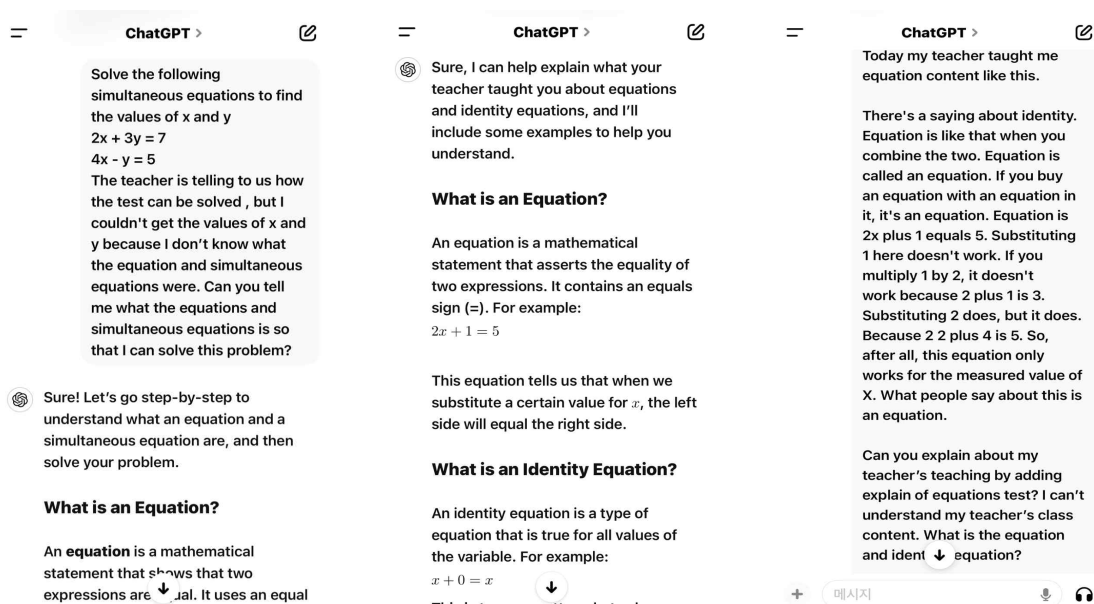 ChatGPT >
Solve the following
simultaneous equations to find
the values of x and y
2x + 3y = 7
4x - y = 5
The teacher is telling to us how
the test can be solved , but I
couldn't get the values of x and
y because I don't know what
the equation and simultaneous
equations were. Can you tell
me what the equations and
simultaneous equations is so
that I can solve this problem?
Sure! Let's go step-by-step to
understand what an equation and a
simultaneous equation are, and then
solve your problem.
What is an Equation?
An equation is a mathematical
statement that shows that two
expressions are It uses an equal
ChatGPT >
Sure, I can help explain what your
teacher taught you about equations
and identity equations, and I'll
include some examples to help you
understand.
What is an Equation?
An equation is a mathematical
statement that asserts the equality of
two expressions. It contains an equals
sign (=). For example:
2x + 1 = 5
This equation tells us that when we
substitute a certain value for x, the left
side will equal the right side.
What is an Identity Equation?
An identity equation is a type of
equation that is true for all values of
the variable. For example:
x + 0 = x
ChatGPT >
Today my teacher taught me
equation content like this.
There's a saying about identity.
Equation is like that when you
combine the two. Equation is
called an equation. If you buy
an equation with an equation in
it, it's an equation. Equation is
2x plus 1 equals 5. Substituting
1 here doesn't work. If you
multiply 1 by 2, it doesn't
work because 2 plus 1 is 3.
Substituting 2 does, but it does.
Because 2 2 plus 4 is 5. So,
after all, this equation only
works for the measured value of
X. What people say about this is
an equation.
Can you explain about my
teacher's teaching by adding
explain of equations test? I can't
understand my teacher's class
content. What is the equation
and equation?
메시지